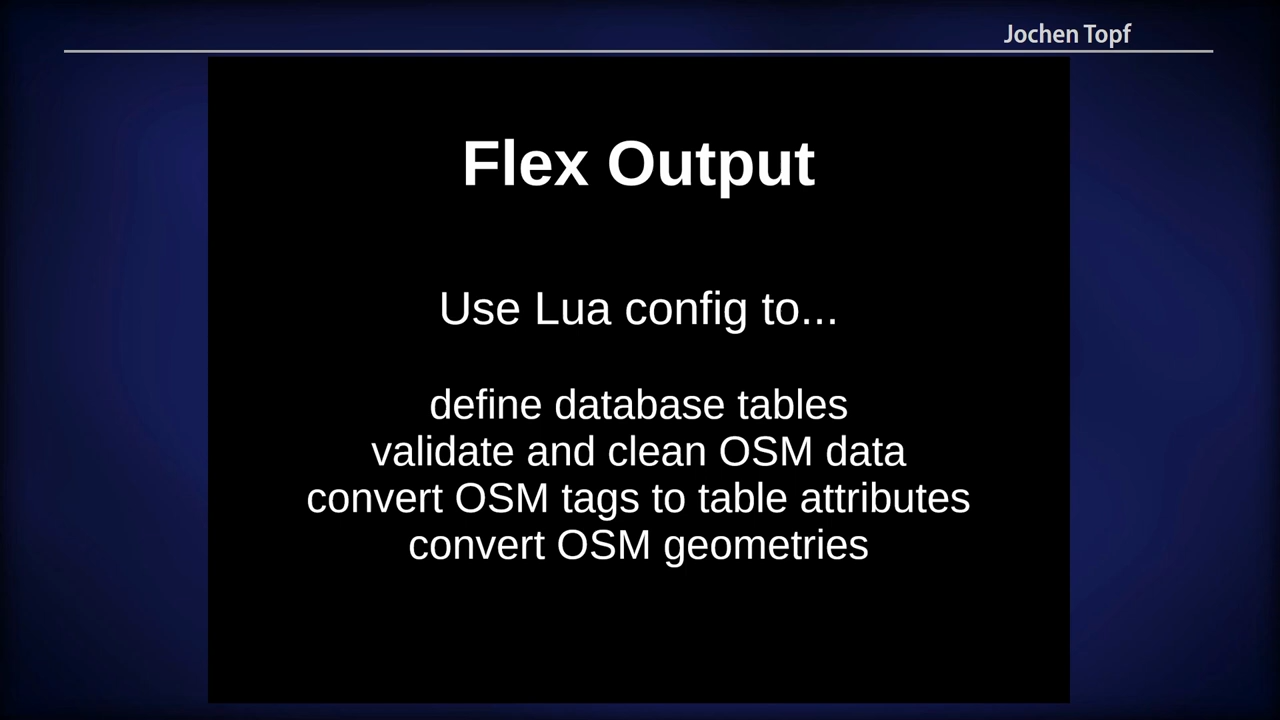 Jochen Topf
Flex Output
Use Lua config to...
define database tables
validate and clean OSM data
convert OSM tags to table attributes
convert OSM geometries